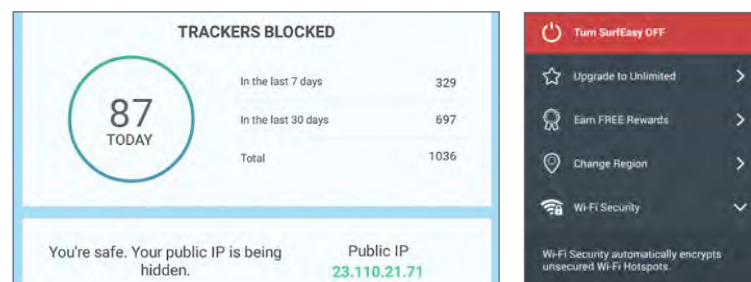 TRACKERS BLOCKED
87
TODAY
In the last 7 days 329
In the last 30 days 697
Total 1036
You're safe. Your public IP is being
hidden.
Public IP
23.110.21.71
Turn SurfEasy OFF
Upgrade to Unlimited
Earn FREE Rewards
Change Region
Wi-Fi Security
Wi-Fi Security automatically encrypts
unsecured Wi-Fi Hotspots.